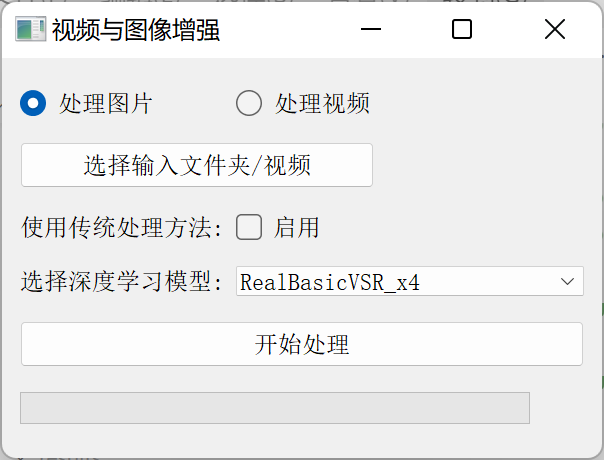 视频与图像增强
处理图片 处理视频
选择输入文件夹/视频
使用传统处理方法: 启用
选择深度学习模型: RealBasicVSR_x4
开始处理